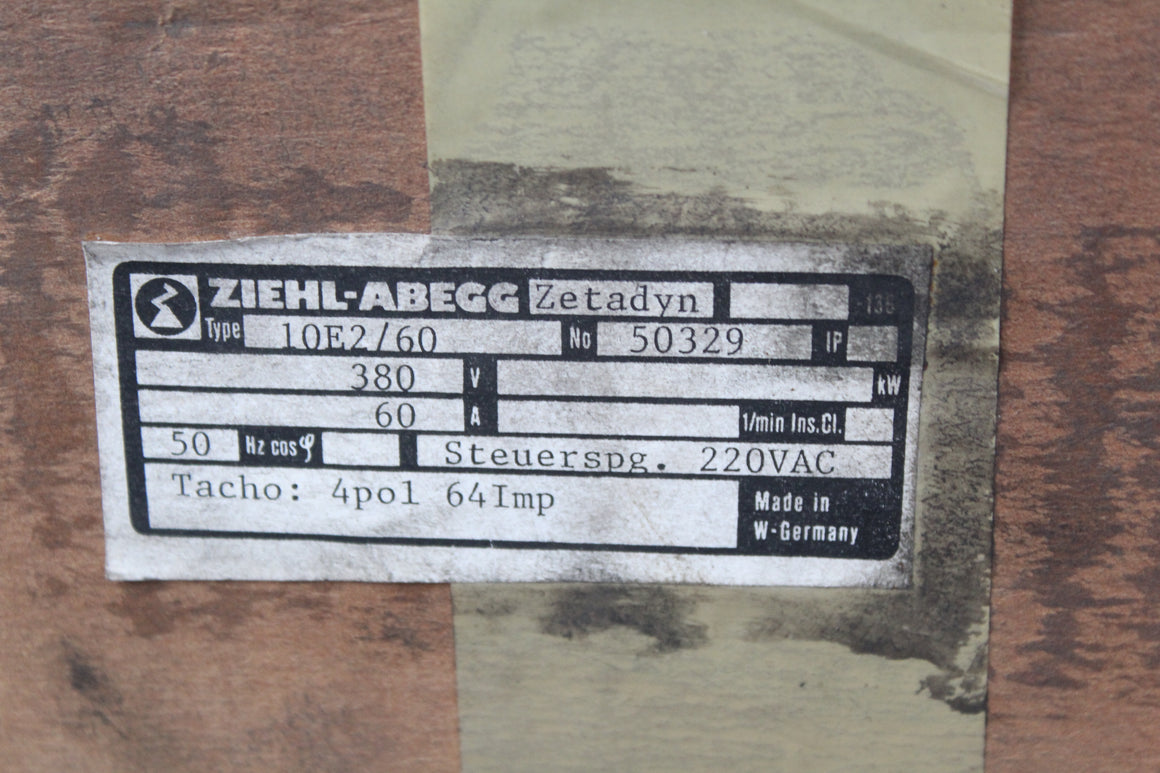 ZIEHL-ABEGG Zetadyn
Type 10E2/60 No 50329 IP
380 V kW
60 A 1/min Ins.Cl.
50 Hz cos φ Steuerspg. 220VAC
Tacho: 4pol 64Imp
Made in
W-Germany